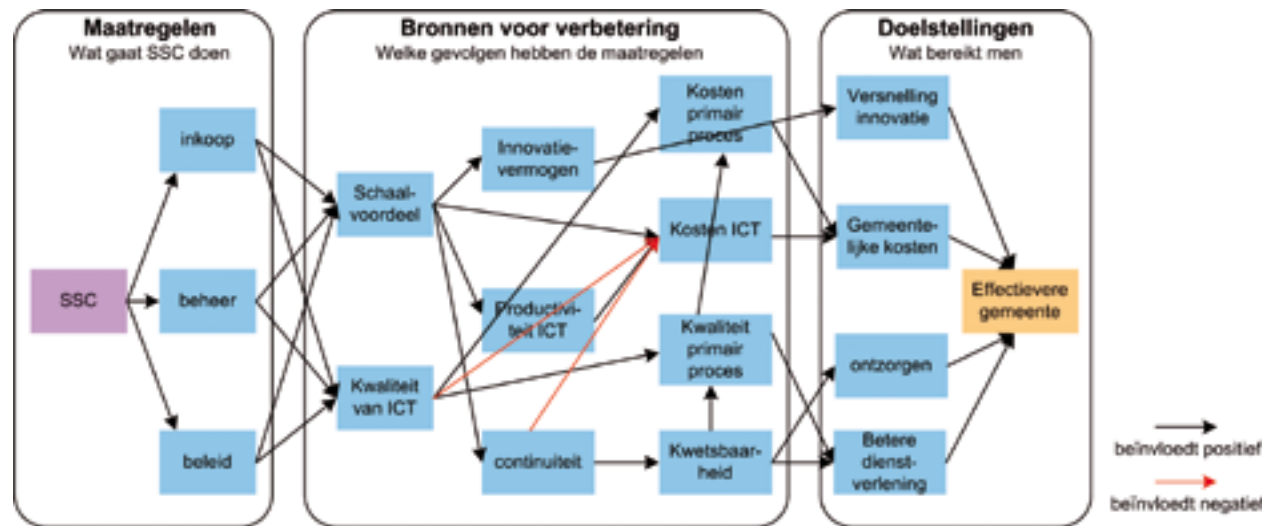 Maatregelen
Wat gaat SSC doen
Bronnen voor verbetering
Welke gevolgen hebben de maatregelen
Doelstellingen
Wat bereikt men
SSC
inkoop
beheer
beleid
Schaal-
voordeel
Kwaliteit
van ICT
Innovatie-
vermogen
Productivi-
teit ICT
continuiteit
Kosten
primair
proces
Kosten ICT
Kwaliteit
primair
proces
Kwetsbaar-
heid
Versnelling
innovatie
Gemeente-
lijke kosten
ontzorgen
Betere
dienst-
verlening
Effectievere
gemeente
beïnvloedt positief
beïnvloedt negatief